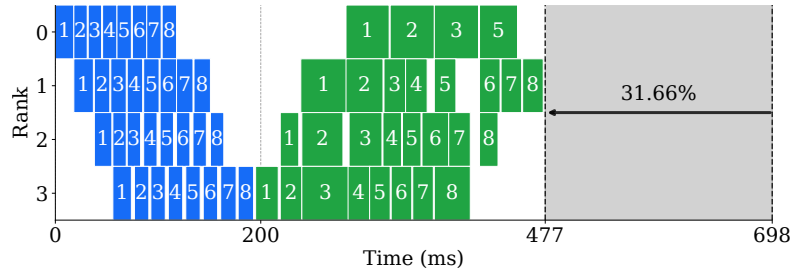 0 1 2 3 4 5 6 7 8 1 2 3 5
1 1 2 3 4 5 6 7 8 1 2 3 4 5 6 7 8
31.66%
2 1 2 3 4 5 6 7 8 1 2 3 4 5 6 7 8
3 1 2 3 4 5 6 7 8 1 2 3 4 5 6 7 8
Rank
0 200 477 698
Time (ms)